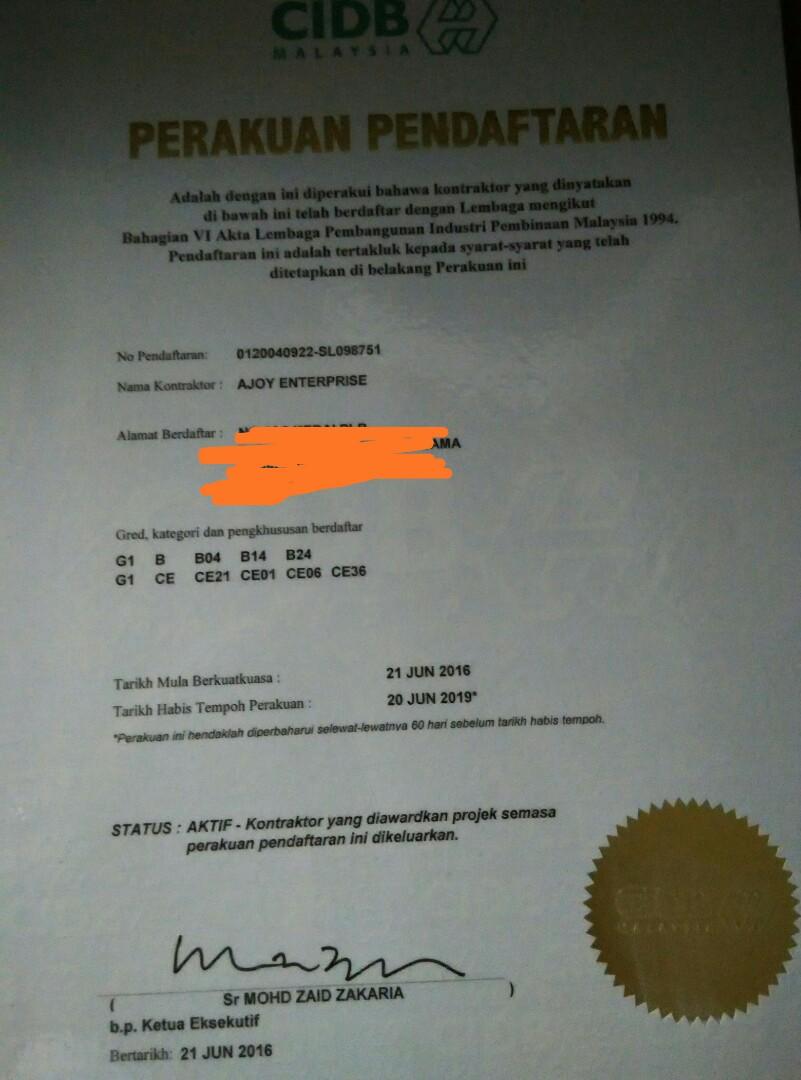 CIDB
MALAYSIA
PERAKUAN PENDAFTARAN
Adalah dengan ini diperakui bahawa kontraktor yang dinyatakan
di bawah ini telah berdaftar dengan Lembaga mengikut
Bahagian VI Akta Lembaga Pembangunan Industri Pembinaan Malaysia 1994.
Pendaftaran ini adalah tertakluk kepada syarat-syarat yang telah
ditetapkan di belakang Perakuan ini
No Pendaftaran: 0120040922-SL098751
Nama Kontraktor : AJOY ENTERPRISE
Alamat Berdaftar :
Gred, kategori dan pengkhususan berdaftar
G1 B B04 B14 B24
G1 CE CE21 CE01 CE06 CE36
Tarikh Mula Berkuatkuasa : 21 JUN 2016
Tarikh Habis Tempoh Perakuan : 20 JUN 2019*
*Perakuan ini hendaklah diperbaharui selewat-lewatnya 60 hari sebelum tarikh habis tempoh.
STATUS : AKTIF - Kontraktor yang diawardkan projek semasa
perakuan pendaftaran ini dikeluarkan.
( Sr MOHD ZAID ZAKARIA )
b.p. Ketua Eksekutif
Bertarikh: 21 JUN 2016